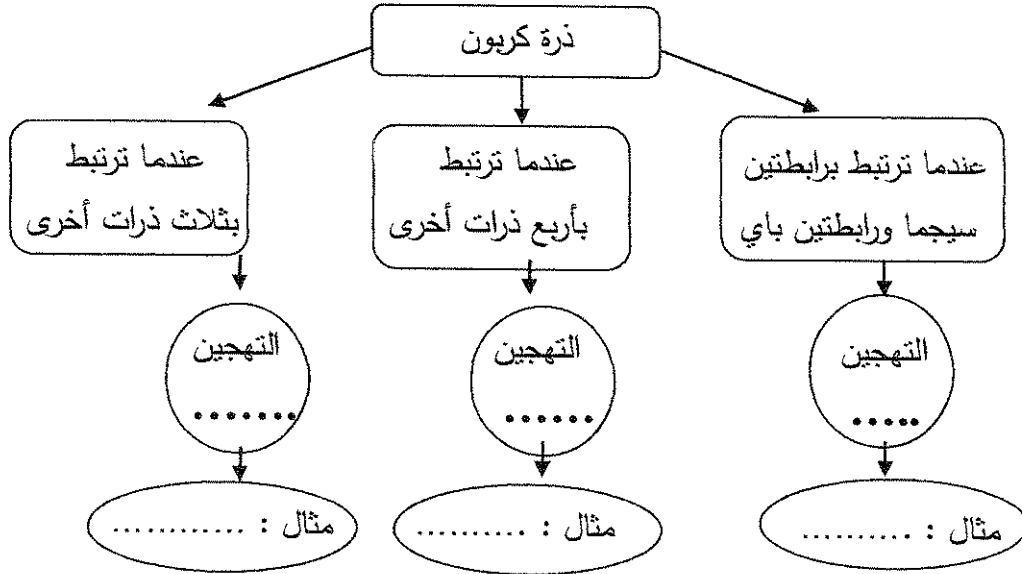 ذرة كربون
عندما ترتبط برابطتين
سيجما ورابطتين باي
عندما ترتبط
بأربع ذرات أخرى
عندما ترتبط
بثلاث ذرات أخرى
التهجين
.....
التهجين
......
التهجين
.......
مثال : ..........
مثال : ..........
مثال : ............